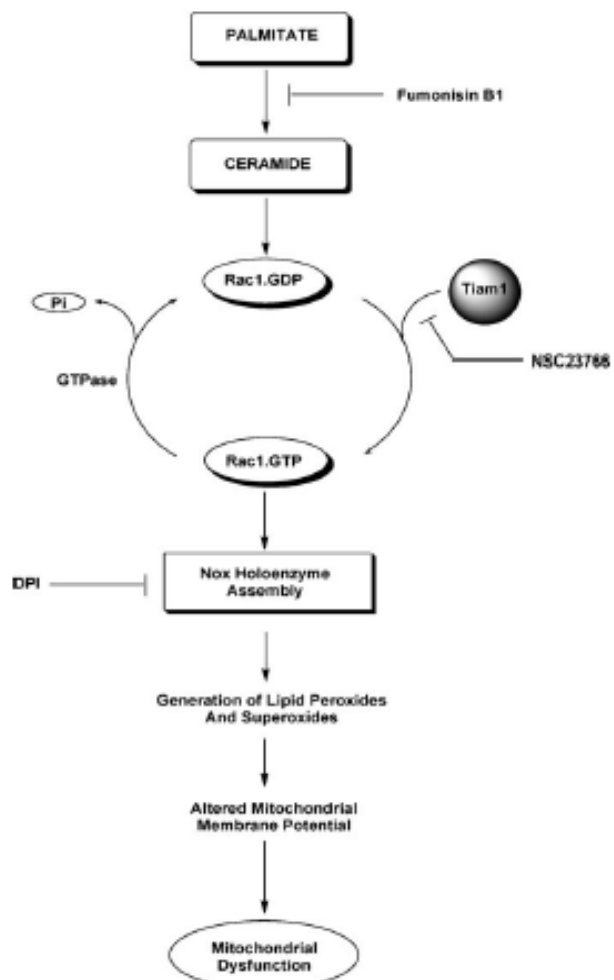 PALMITATE
Fumonisin B1
CERAMIDE
Rac1.GDP
Tiam1
Pi
NSC23766
GTPase
Rac1.GTP
Nox Holoenzyme
Assembly
DPI
Generation of Lipid Peroxides
And Superoxides
Altered Mitochondrial
Membrane Potential
Mitochondrial
Dysfunction